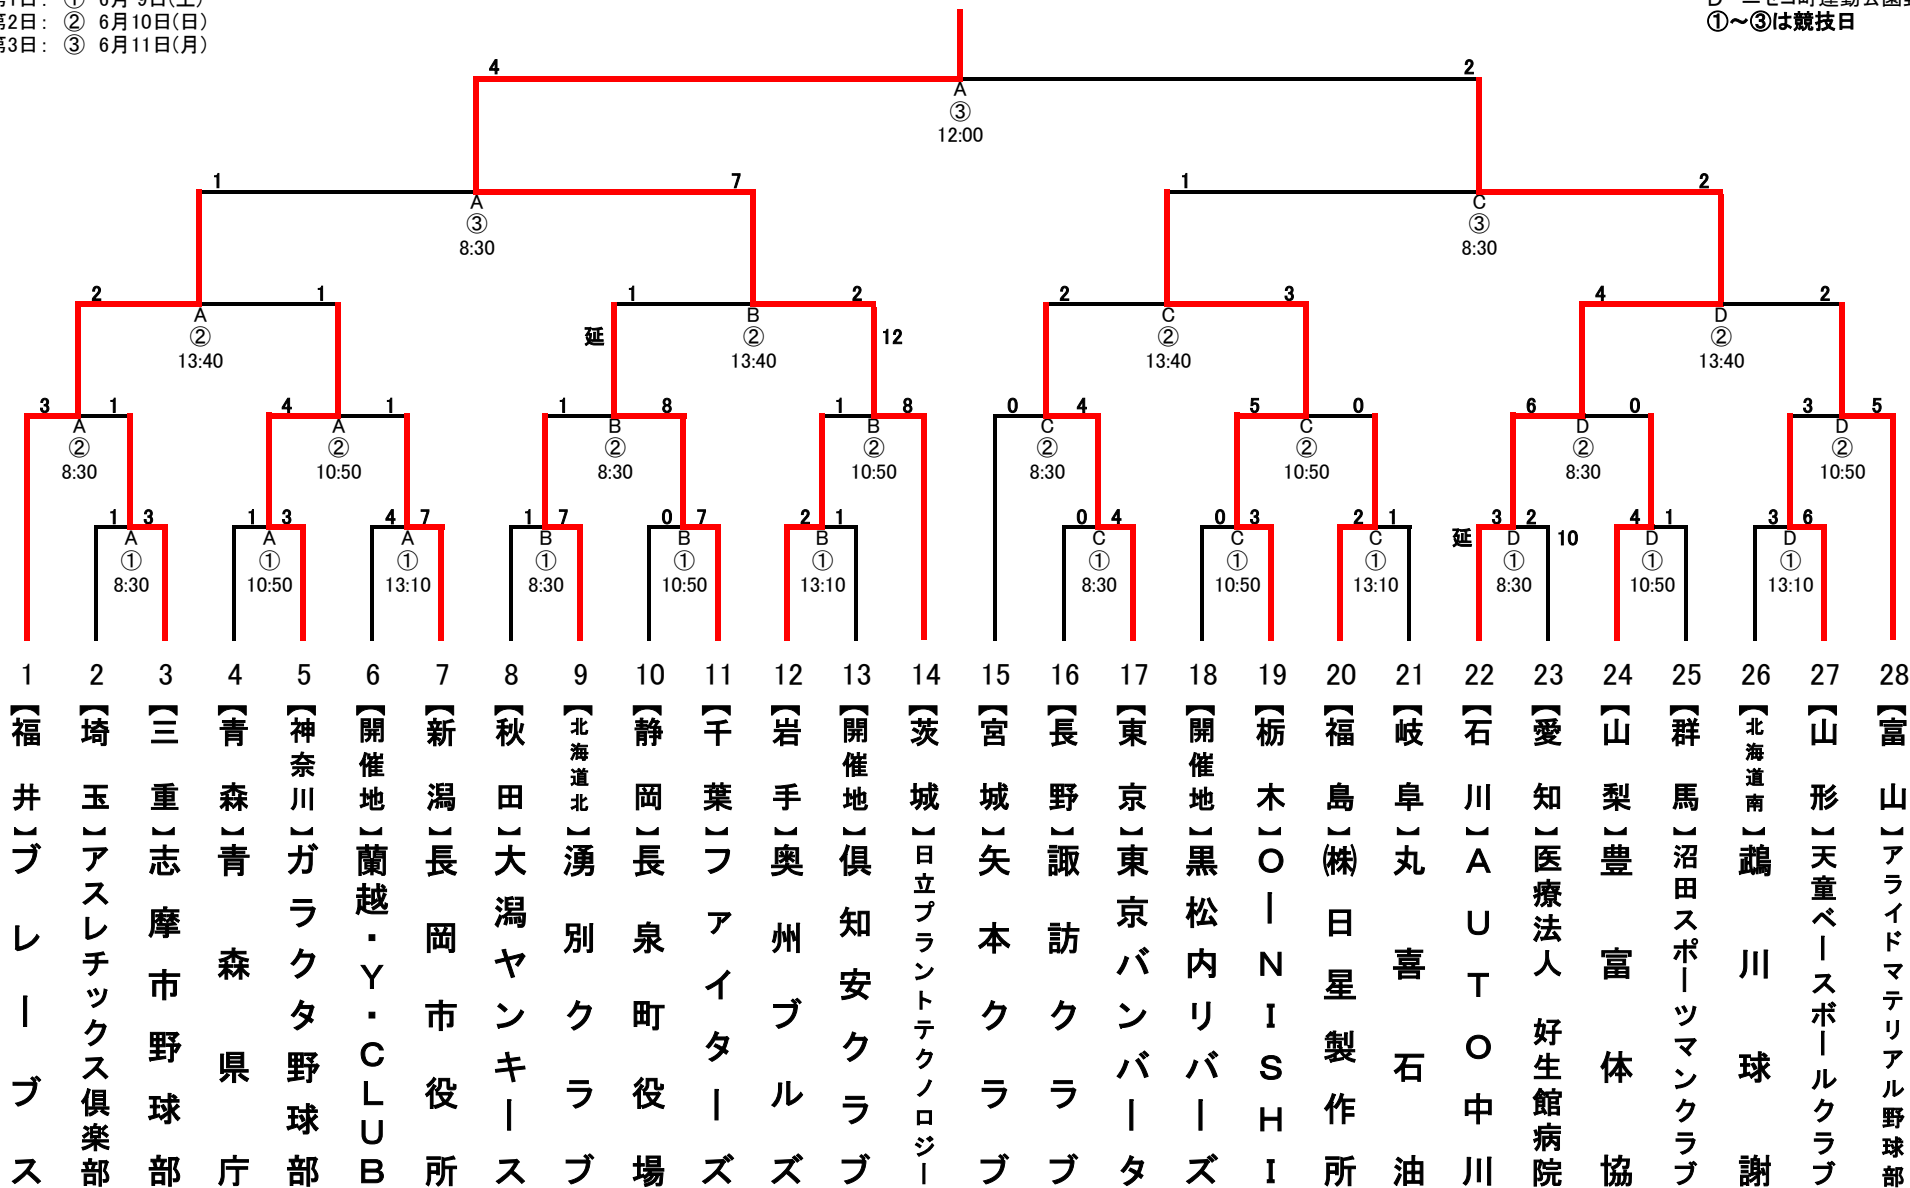 第1日： ① 6月 9日(土)
第2日： ② 6月10日(日)
第3日： ③ 6月11日(月)
D ニセコ町運動公園
①～③は競技日
4 2
A
③
12:00
1 7 1 2
A C
③ ③
8:30 8:30
2 1 1 2 2 3 4 2
A B C D
② ② ② ②
延 12
13:40 13:40 13:40 13:40
3 1 4 1 1 8 1 8 0 4 5 0 6 0 3 5
A A B B C C D D
② ② ② ② ② ② ② ②
8:30 10:50 8:30 10:50 8:30 10:50 8:30 10:50
1 3 1 3 4 7 1 7 0 7 2 1 0 4 0 3 2 1 3 2 4 1 3 6
A A A B B B C C C 延 D 10 D D
① ① ① ① ① ① ① ① ① ① ① ①
8:30 10:50 13:10 8:30 10:50 13:10 8:30 10:50 13:10 8:30 10:50 13:10
1 2 3 4 5 6 7 8 9 10 11 12 13 14 15 16 17 18 19 20 21 22 23 24 25 26 27 28
【福井】ブレーブス
【埼玉】アスレチックス倶楽部
【三重】志摩市野球部
【青森】青森県庁
【神奈川】ガラクタ野球部
【開催地】蘭越・Y・CLUB
【新潟】長岡市役所
【秋田】大潟ヤンキース
【北海道北】湧別クラブ
【静岡】長泉町役場
【千葉】ファイターズ
【岩手】奥州ブルズ
【開催地】倶知安クラブ
【茨城】日立プラントテクノロジー
【宮城】矢本クラブ
【長野】諏訪クラブ
【東京】東京バンバータ
【開催地】黒松内リバーズ
【栃木】O－NISHI
【福島】㈱日星製作所
【岐阜】丸喜石油
【石川】AUTO中川
【愛知】医療法人 好生館病院
【山梨】豊富体協
【群馬】沼田スポーツマンクラブ
【北海道南】鵡川球謝
【山形】天童ベースボールクラブ
【富山】アライドマテリアル野球部